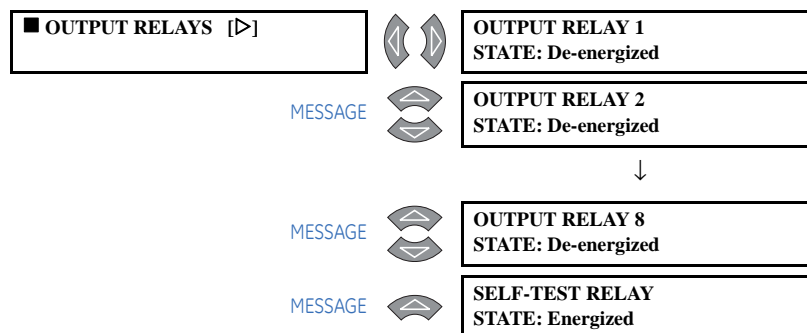 ■ OUTPUT RELAYS [▷]
OUTPUT RELAY 1
STATE: De-energized
MESSAGE
OUTPUT RELAY 2
STATE: De-energized
↓
MESSAGE
OUTPUT RELAY 8
STATE: De-energized
MESSAGE
SELF-TEST RELAY
STATE: Energized